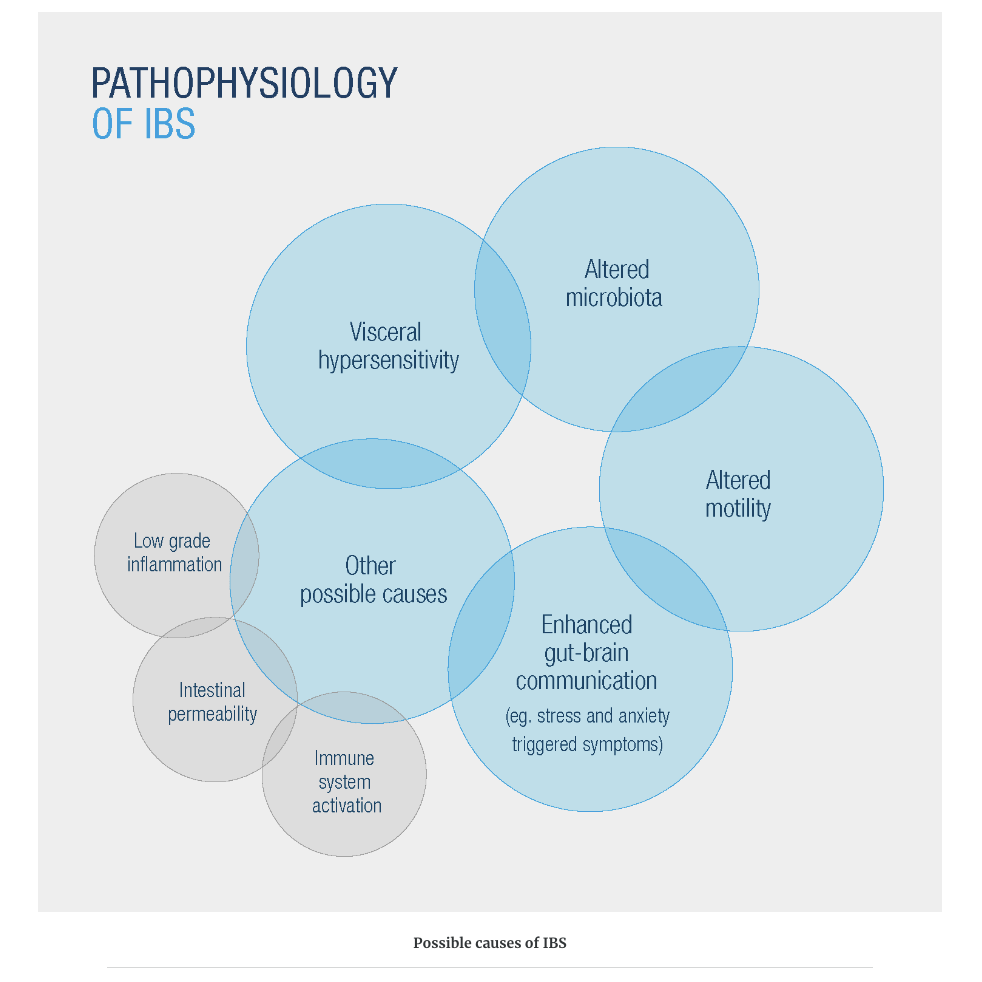 PATHOPHYSIOLOGY
OF IBS
Altered
microbiota
Visceral
hypersensitivity
Altered
motility
Low grade
inflammation
Other
possible causes
Enhanced
gut-brain
communication
(eg. stress and anxiety
triggered symptoms)
Intestinal
permeability
Immune
system
activation
Possible causes of IBS